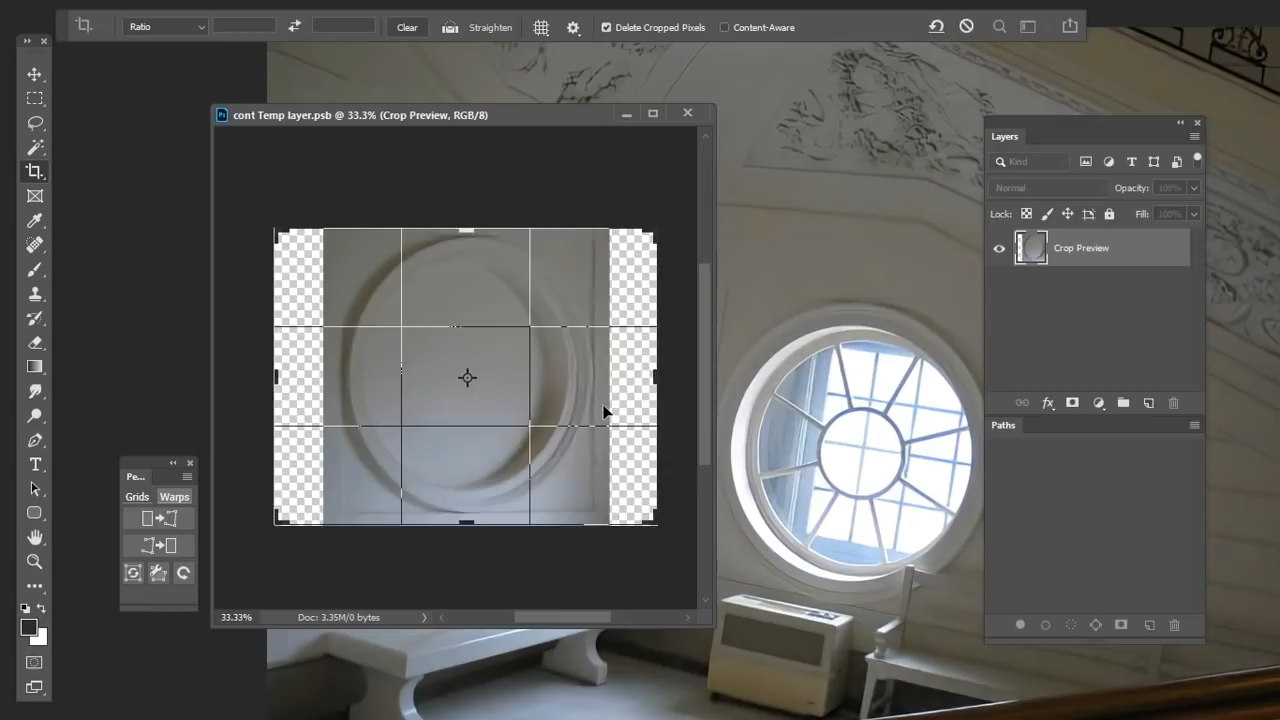 Ratio
Clear
Straighten
Delete Cropped Pixels
Content-Aware
Ps cont Temp layer.psb @ 33.3% (Crop Preview, RGB/8)
33.33%
Doc: 3.35M/0 bytes
Pe...
Grids
Warps
Layers
Kind
Normal
Opacity: 100%
Lock:
Fill: 100%
Crop Preview
fx
Paths